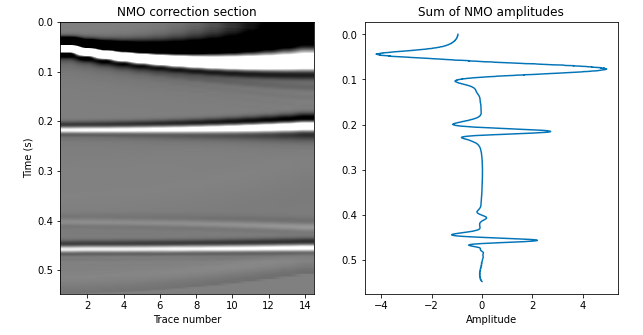 NMO correction section
Sum of NMO amplitudes
0.0
0.1
0.2
0.3
0.4
0.5
Time (s)
2 4 6 8 10 12 14
Trace number
0.0
0.1
0.2
0.3
0.4
0.5
−4 −2 0 2 4
Amplitude